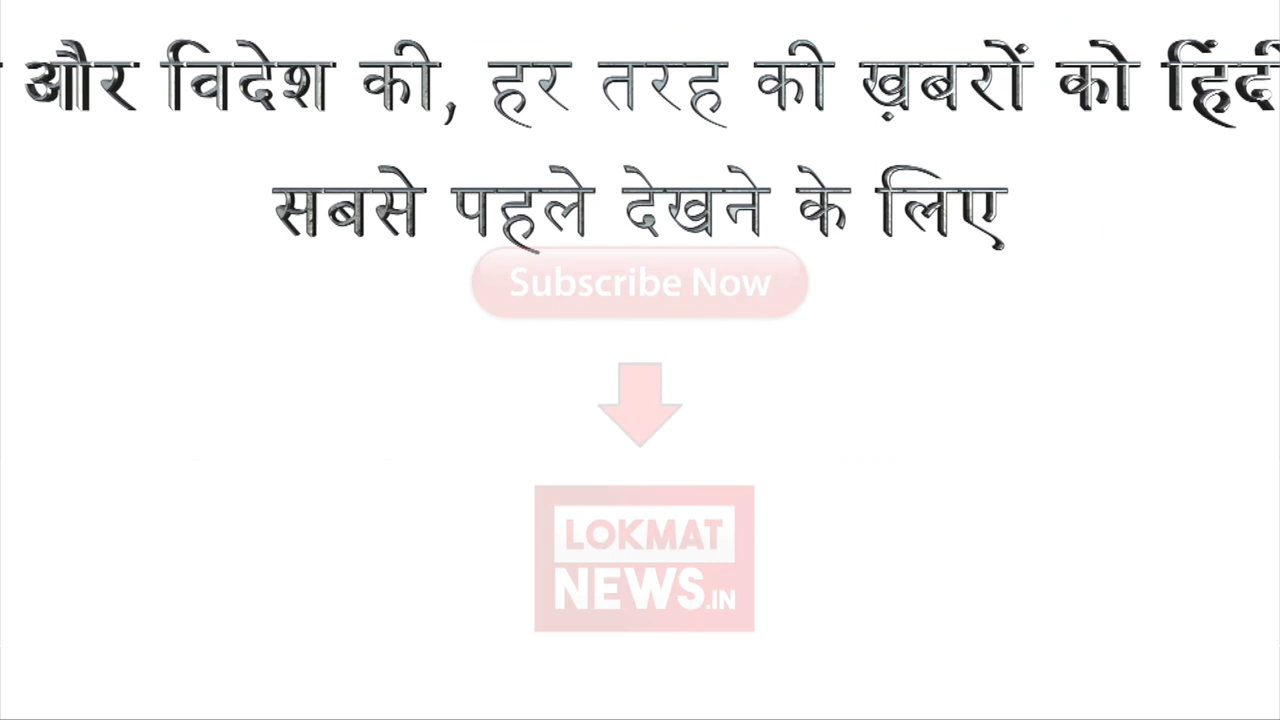 और विदेश की, हर तरह की ख़बरों को हिंदी
सबसे पहले देखने के लिए
Subscribe Now
LOKMAT
NEWS.IN